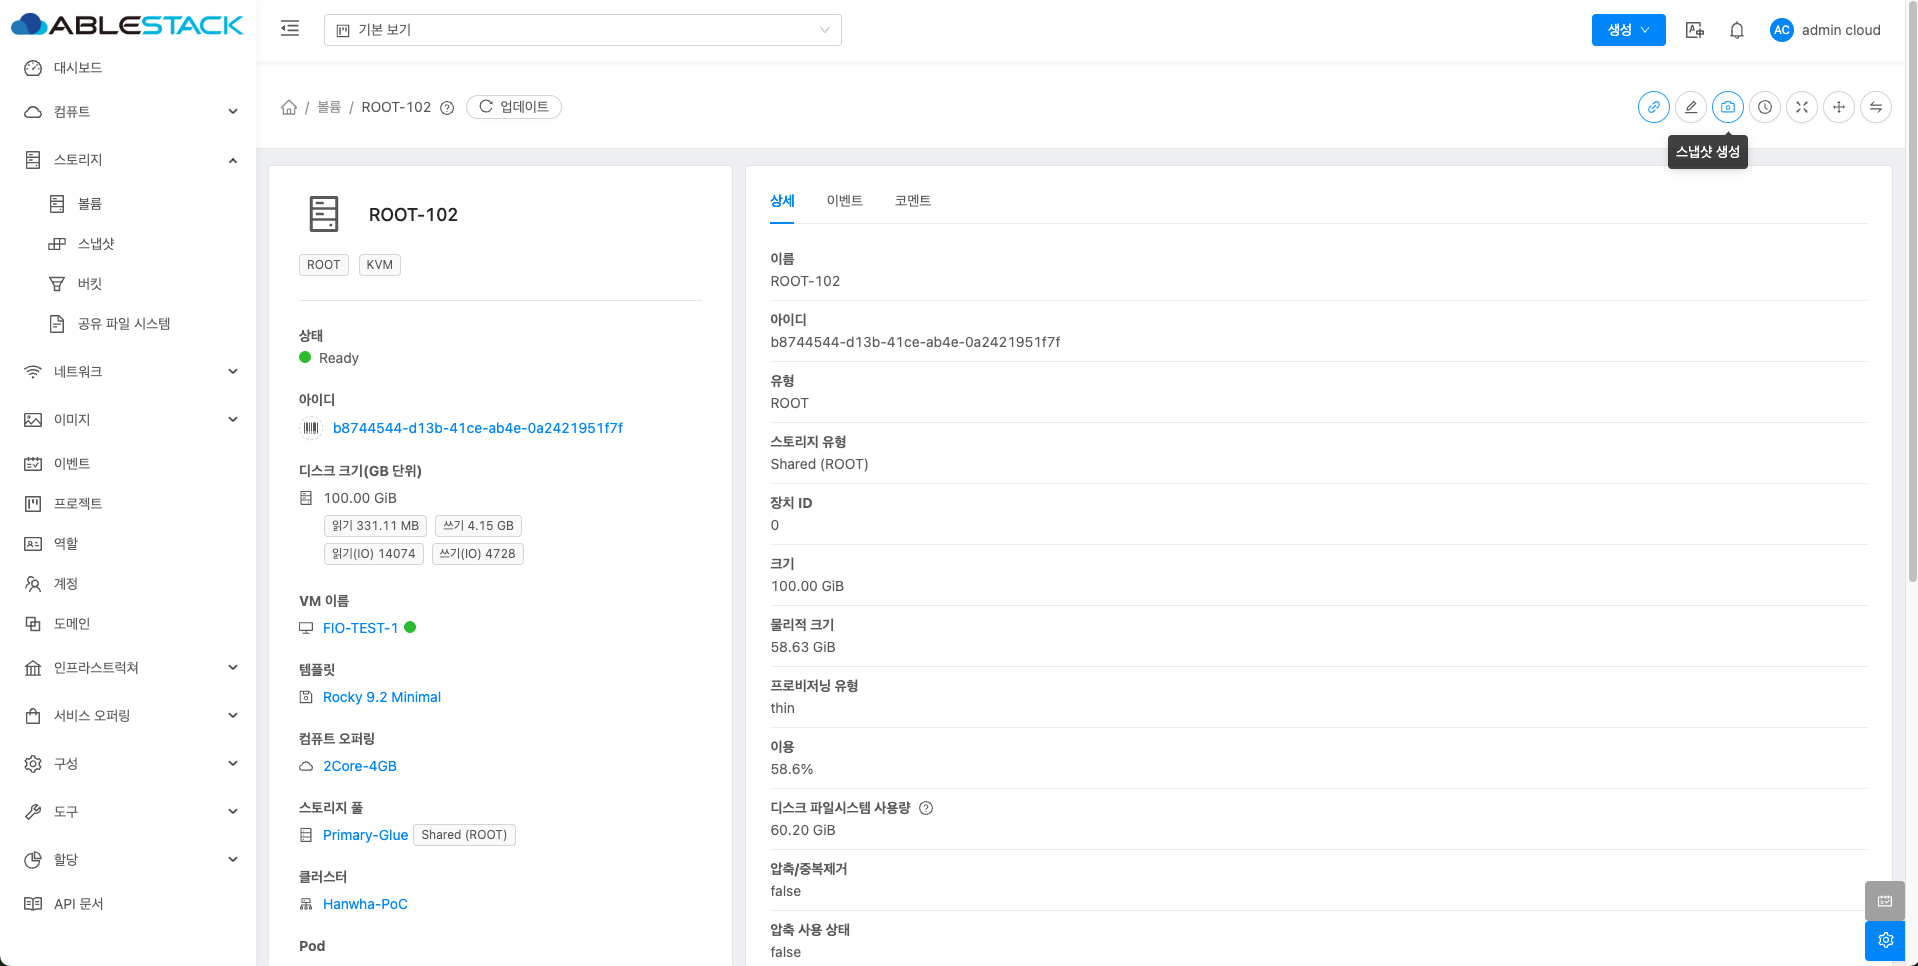 ABLESTACK
기본 보기
생성
AC
admin cloud
대시보드
컴퓨트
스토리지
볼륨
스냅샷
버킷
공유 파일 시스템
네트워크
이미지
이벤트
프로젝트
역할
계정
도메인
인프라스트럭쳐
서비스 오퍼링
구성
도구
할당
API 문서
/ 볼륨 / ROOT-102
업데이트
스냅샷 생성
ROOT-102
ROOT
KVM
상태
Ready
아이디
b8744544-d13b-41ce-ab4e-0a2421951f7f
디스크 크기(GB 단위)
100.00 GiB
읽기 331.11 MB
쓰기 4.15 GB
읽기(IO) 14074
쓰기(IO) 4728
VM 이름
FIO-TEST-1
템플릿
Rocky 9.2 Minimal
컴퓨트 오퍼링
2Core-4GB
스토리지 풀
Primary-Glue
Shared (ROOT)
클러스터
Hanwha-PoC
Pod
상세
이벤트
코멘트
이름
ROOT-102
아이디
b8744544-d13b-41ce-ab4e-0a2421951f7f
유형
ROOT
스토리지 유형
Shared (ROOT)
장치 ID
0
크기
100.00 GiB
물리적 크기
58.63 GiB
프로비저닝 유형
thin
이용
58.6%
디스크 파일시스템 사용량
60.20 GiB
압축/중복제거
false
압축 사용 상태
false